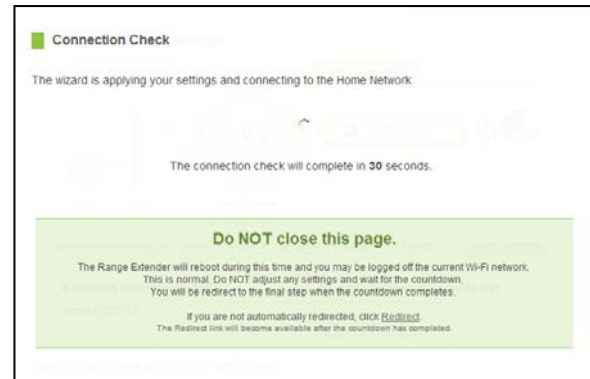 Connection Check
The wizard is applying your settings and connecting to the Home Network.
The connection check will complete in 30 seconds.
Do NOT close this page.
The Range Extender will reboot during this time and you may be logged off the current Wi-Fi network.
This is normal. Do NOT adjust any settings and wait for the countdown.
You will be redirect to the final step when the countdown completes.
If you are not automatically redirected, click Redirect.
The Redirect link will become available after the countdown has completed.